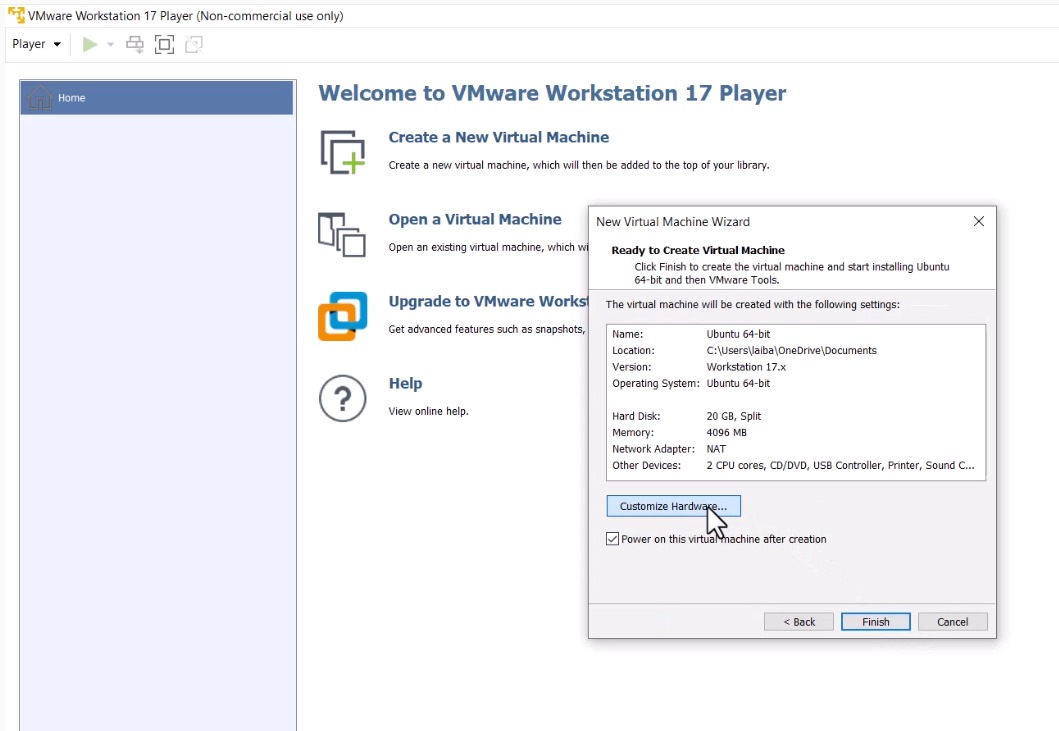 VMware Workstation 17 Player (Non-commercial use only)
Player
Home
Welcome to VMware Workstation 17 Player
Create a New Virtual Machine
Create a new virtual machine, which will then be added to the top of your library.
Open a Virtual Machine
Open an existing virtual machine, which wi
Upgrade to VMware Workst
Get advanced features such as snapshots,
Help
View online help.
New Virtual Machine Wizard
Ready to Create Virtual Machine
Click Finish to create the virtual machine and start installing Ubuntu
64-bit and then VMware Tools.
The virtual machine will be created with the following settings:
Name: Ubuntu 64-bit
Location: C:\Users\laiba\OneDrive\Documents
Version: Workstation 17.x
Operating System: Ubuntu 64-bit
Hard Disk: 20 GB, Split
Memory: 4096 MB
Network Adapter: NAT
Other Devices: 2 CPU cores, CD/DVD, USB Controller, Printer, Sound C...
Customize Hardware...
Power on this virtual machine after creation
< Back
Finish
Cancel